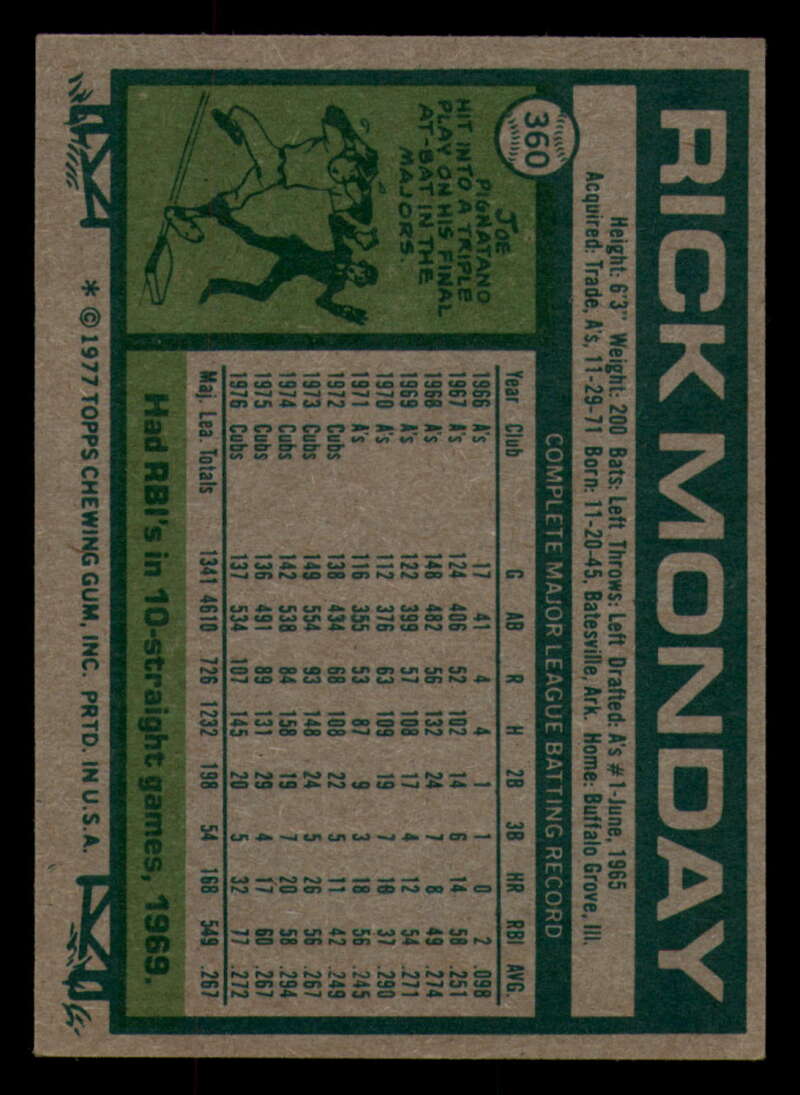 RICK MONDAY
360
Height: 6'3" Weight: 200 Bats: Left Throws: Left Drafted: A's #1-June, 1965
Acquired: Trade, A's, 11-29-71 Born: 11-20-45, Batesville, Ark. Home: Buffalo Grove, Ill.
JOE
PIGNATANO
HIT INTO A TRIPLE
PLAY ON HIS FINAL
AT-BAT IN THE
MAJORS.
COMPLETE MAJOR LEAGUE BATTING RECORD
Year Club G AB R H 2B 3B HR RBI AVG.
1966 A's 17 41 4 4 1 1 0 2 .098
1967 A's 124 406 52 102 14 6 14 58 .251
1968 A's 148 482 56 132 24 7 8 49 .274
1969 A's 122 399 57 108 17 4 12 54 .271
1970 A's 112 376 63 109 19 7 10 37 .290
1971 A's 116 355 53 87 9 3 18 56 .245
1972 Cubs 138 434 68 108 22 5 11 42 .249
1973 Cubs 149 554 93 148 24 5 26 56 .267
1974 Cubs 142 538 84 158 19 7 20 58 .294
1975 Cubs 136 491 89 131 29 4 17 60 .267
1976 Cubs 137 534 107 145 20 5 32 77 .272
Maj. Lea. Totals 1341 4610 726 1232 198 54 168 549 .267
Had RBI's in 10-straight games, 1969.
* © 1977 TOPPS CHEWING GUM, INC. PRTD. IN U.S.A.